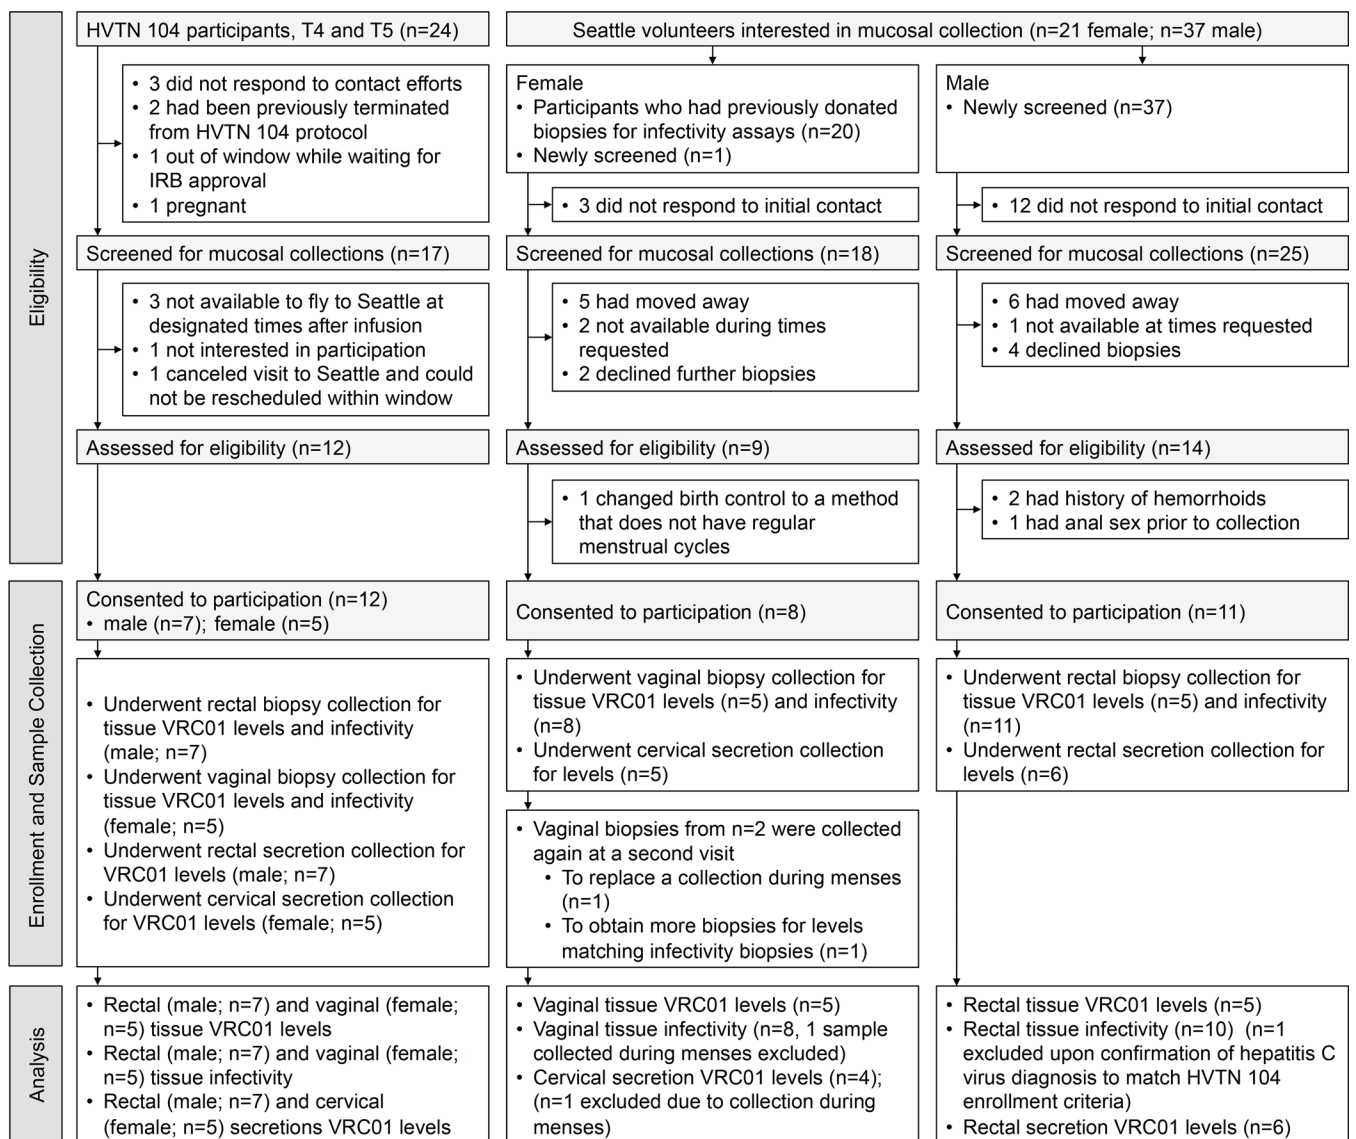 Eligibility
HVTN 104 participants, T4 and T5 (n=24)
• 3 did not respond to contact efforts
• 2 had been previously terminated
from HVTN 104 protocol
• 1 out of window while waiting for
IRB approval
• 1 pregnant
Screened for mucosal collections (n=17)
• 3 not available to fly to Seattle at
designated times after infusion
• 1 not interested in participation
• 1 canceled visit to Seattle and could
not be rescheduled within window
Assessed for eligibility (n=12)
Seattle volunteers interested in mucosal collection (n=21 female; n=37 male)
Female
• Participants who had previously donated
biopsies for infectivity assays (n=20)
• Newly screened (n=1)
• 3 did not respond to initial contact
Screened for mucosal collections (n=18)
• 5 had moved away
• 2 not available during times
requested
• 2 declined further biopsies
Assessed for eligibility (n=9)
• 1 changed birth control to a method
that does not have regular
menstrual cycles
Male
• Newly screened (n=37)
• 12 did not respond to initial contact
Screened for mucosal collections (n=25)
• 6 had moved away
• 1 not available at times requested
• 4 declined biopsies
Assessed for eligibility (n=14)
• 2 had history of hemorrhoids
• 1 had anal sex prior to collection
Enrollment and Sample Collection
Consented to participation (n=12)
• male (n=7); female (n=5)
• Underwent rectal biopsy collection for
tissue VRC01 levels and infectivity
(male; n=7)
• Underwent vaginal biopsy collection for
tissue VRC01 levels and infectivity
(female; n=5)
• Underwent rectal secretion collection for
VRC01 levels (male; n=7)
• Underwent cervical secretion collection
for VRC01 levels (female; n=5)
Consented to participation (n=8)
• Underwent vaginal biopsy collection for
tissue VRC01 levels (n=5) and infectivity
(n=8)
• Underwent cervical secretion collection
for levels (n=5)
• Vaginal biopsies from n=2 were collected
again at a second visit
• To replace a collection during menses
(n=1)
• To obtain more biopsies for levels
matching infectivity biopsies (n=1)
Consented to participation (n=11)
• Underwent rectal biopsy collection for
tissue VRC01 levels (n=5) and infectivity
(n=11)
• Underwent rectal secretion collection for
levels (n=6)
Analysis
• Rectal (male; n=7) and vaginal (female;
n=5) tissue VRC01 levels
• Rectal (male; n=7) and vaginal (female;
n=5) tissue infectivity
• Rectal (male; n=7) and cervical
(female; n=5) secretions VRC01 levels
• Vaginal tissue VRC01 levels (n=5)
• Vaginal tissue infectivity (n=8, 1 sample
collected during menses excluded)
• Cervical secretion VRC01 levels (n=4);
(n=1 excluded due to collection during
menses)
• Rectal tissue VRC01 levels (n=5)
• Rectal tissue infectivity (n=10) (n=1
excluded upon confirmation of hepatitis C
virus diagnosis to match HVTN 104
enrollment criteria)
• Rectal secretion VRC01 levels (n=6)